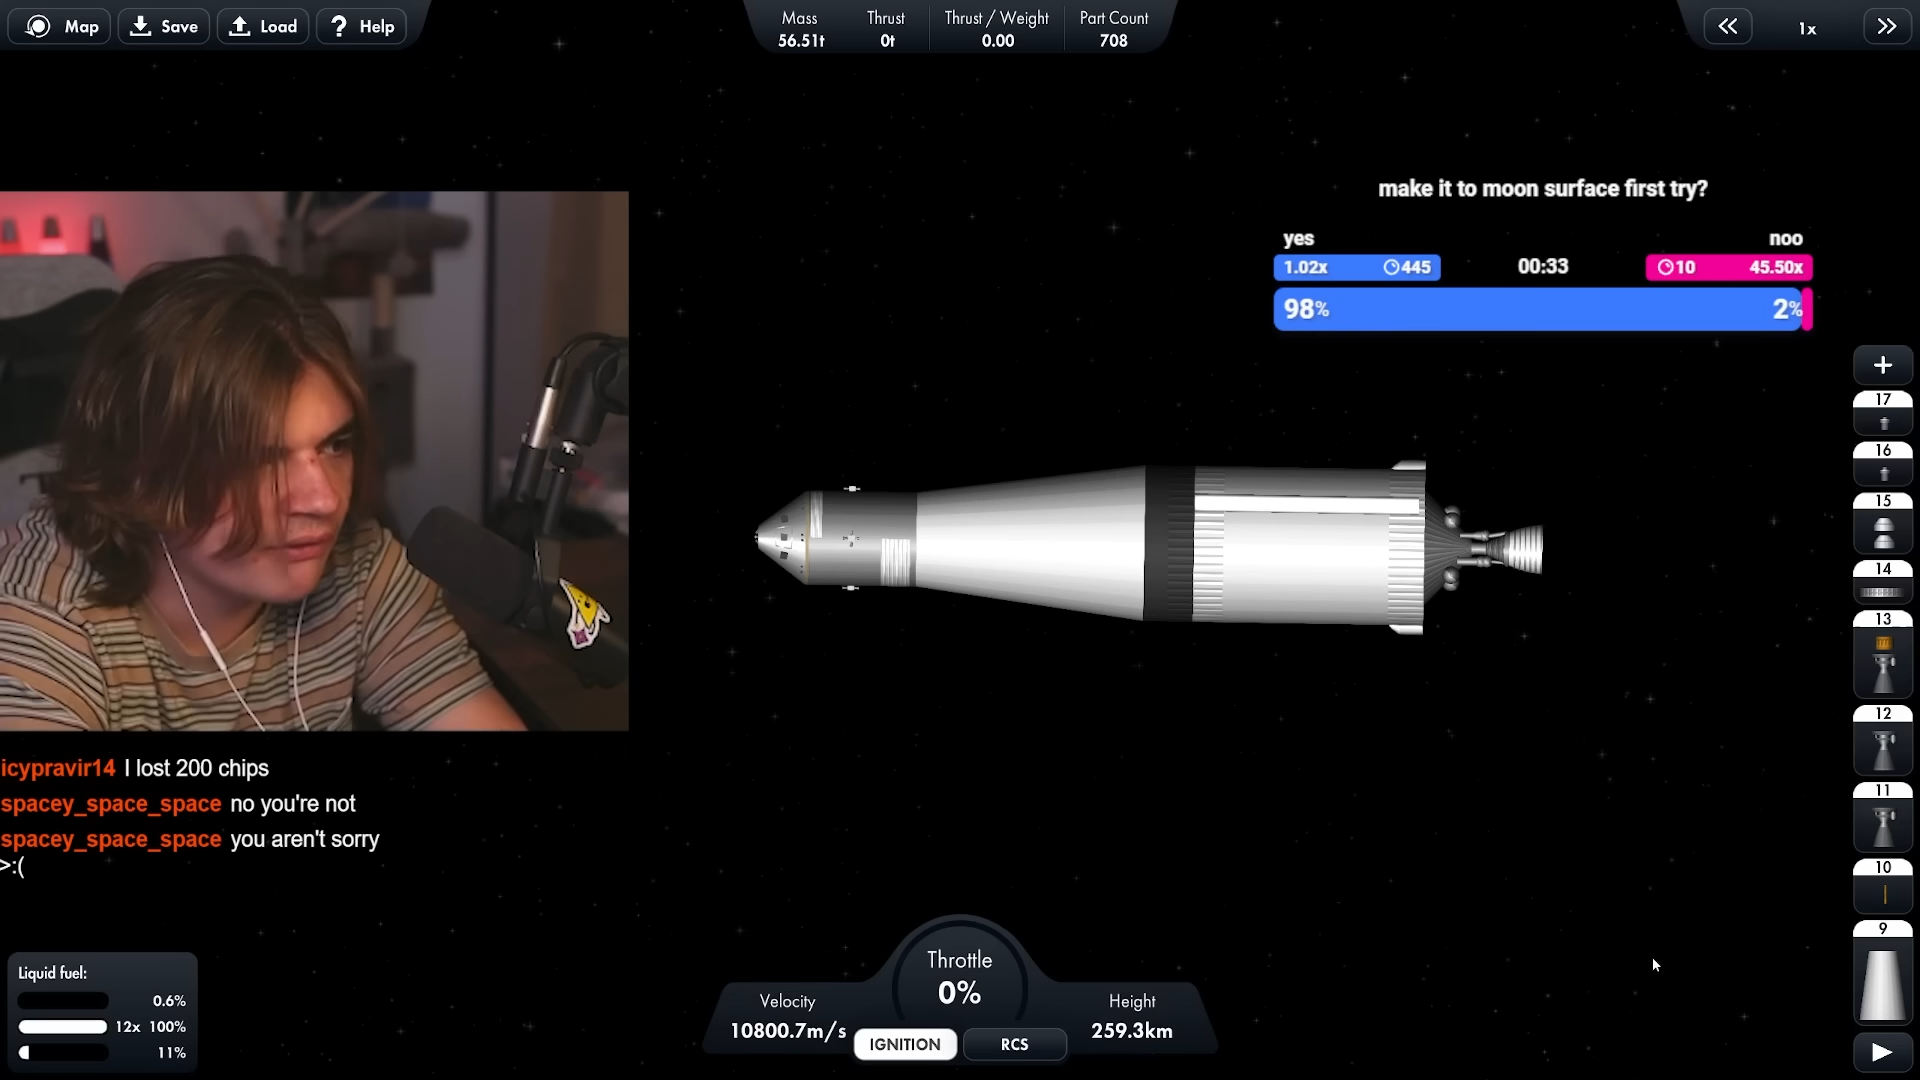 Map
Save
Load
Help
Mass
56.51t
Thrust
0t
Thrust / Weight
0.00
Part Count
708
1x
make it to moon surface first try?
yes
noo
1.02x
445
00:33
10
45.50x
98%
2%
17
16
15
14
13
12
11
10
9
icypravir14 I lost 200 chips
spacey_space_space no you're not
spacey_space_space you aren't sorry
>:(
Liquid fuel:
0.6%
12x 100%
11%
Throttle
0%
Velocity
10800.7m/s
IGNITION
RCS
Height
259.3km